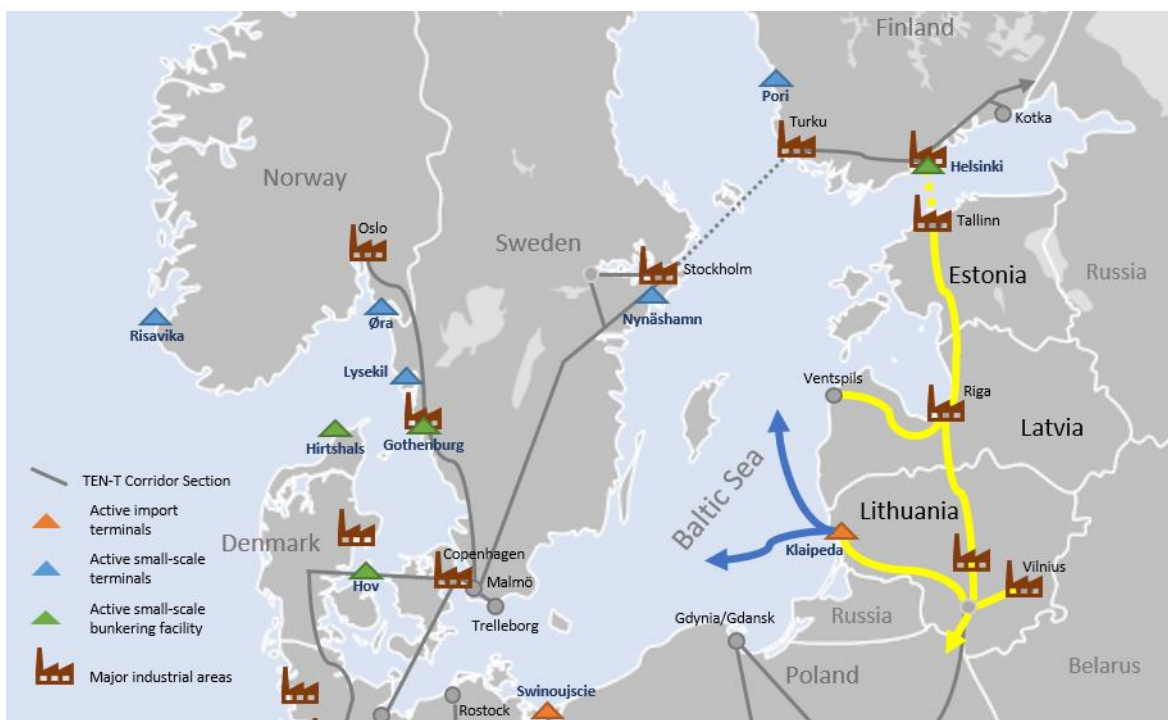 Finland
Pori
Turku
Kotka
Helsinki
Norway
Oslo
Sweden
Tallinn
Stockholm
Estonia
Russia
Risavika
Øra
Nynäshamn
Lysekil
Ventspils
Riga
Latvia
Hirtshals
Gothenburg
Baltic Sea
Lithuania
TEN-T Corridor Section
Active import
terminals
Active small-scale
terminals
Active small-scale
bunkering facility
Major industrial areas
Denmark
Copenhagen
Klaipeda
Vilnius
Hov
Malmö
Trelleborg
Gdynia/Gdansk
Russia
Poland
Belarus
Swinoujscie
Rostock